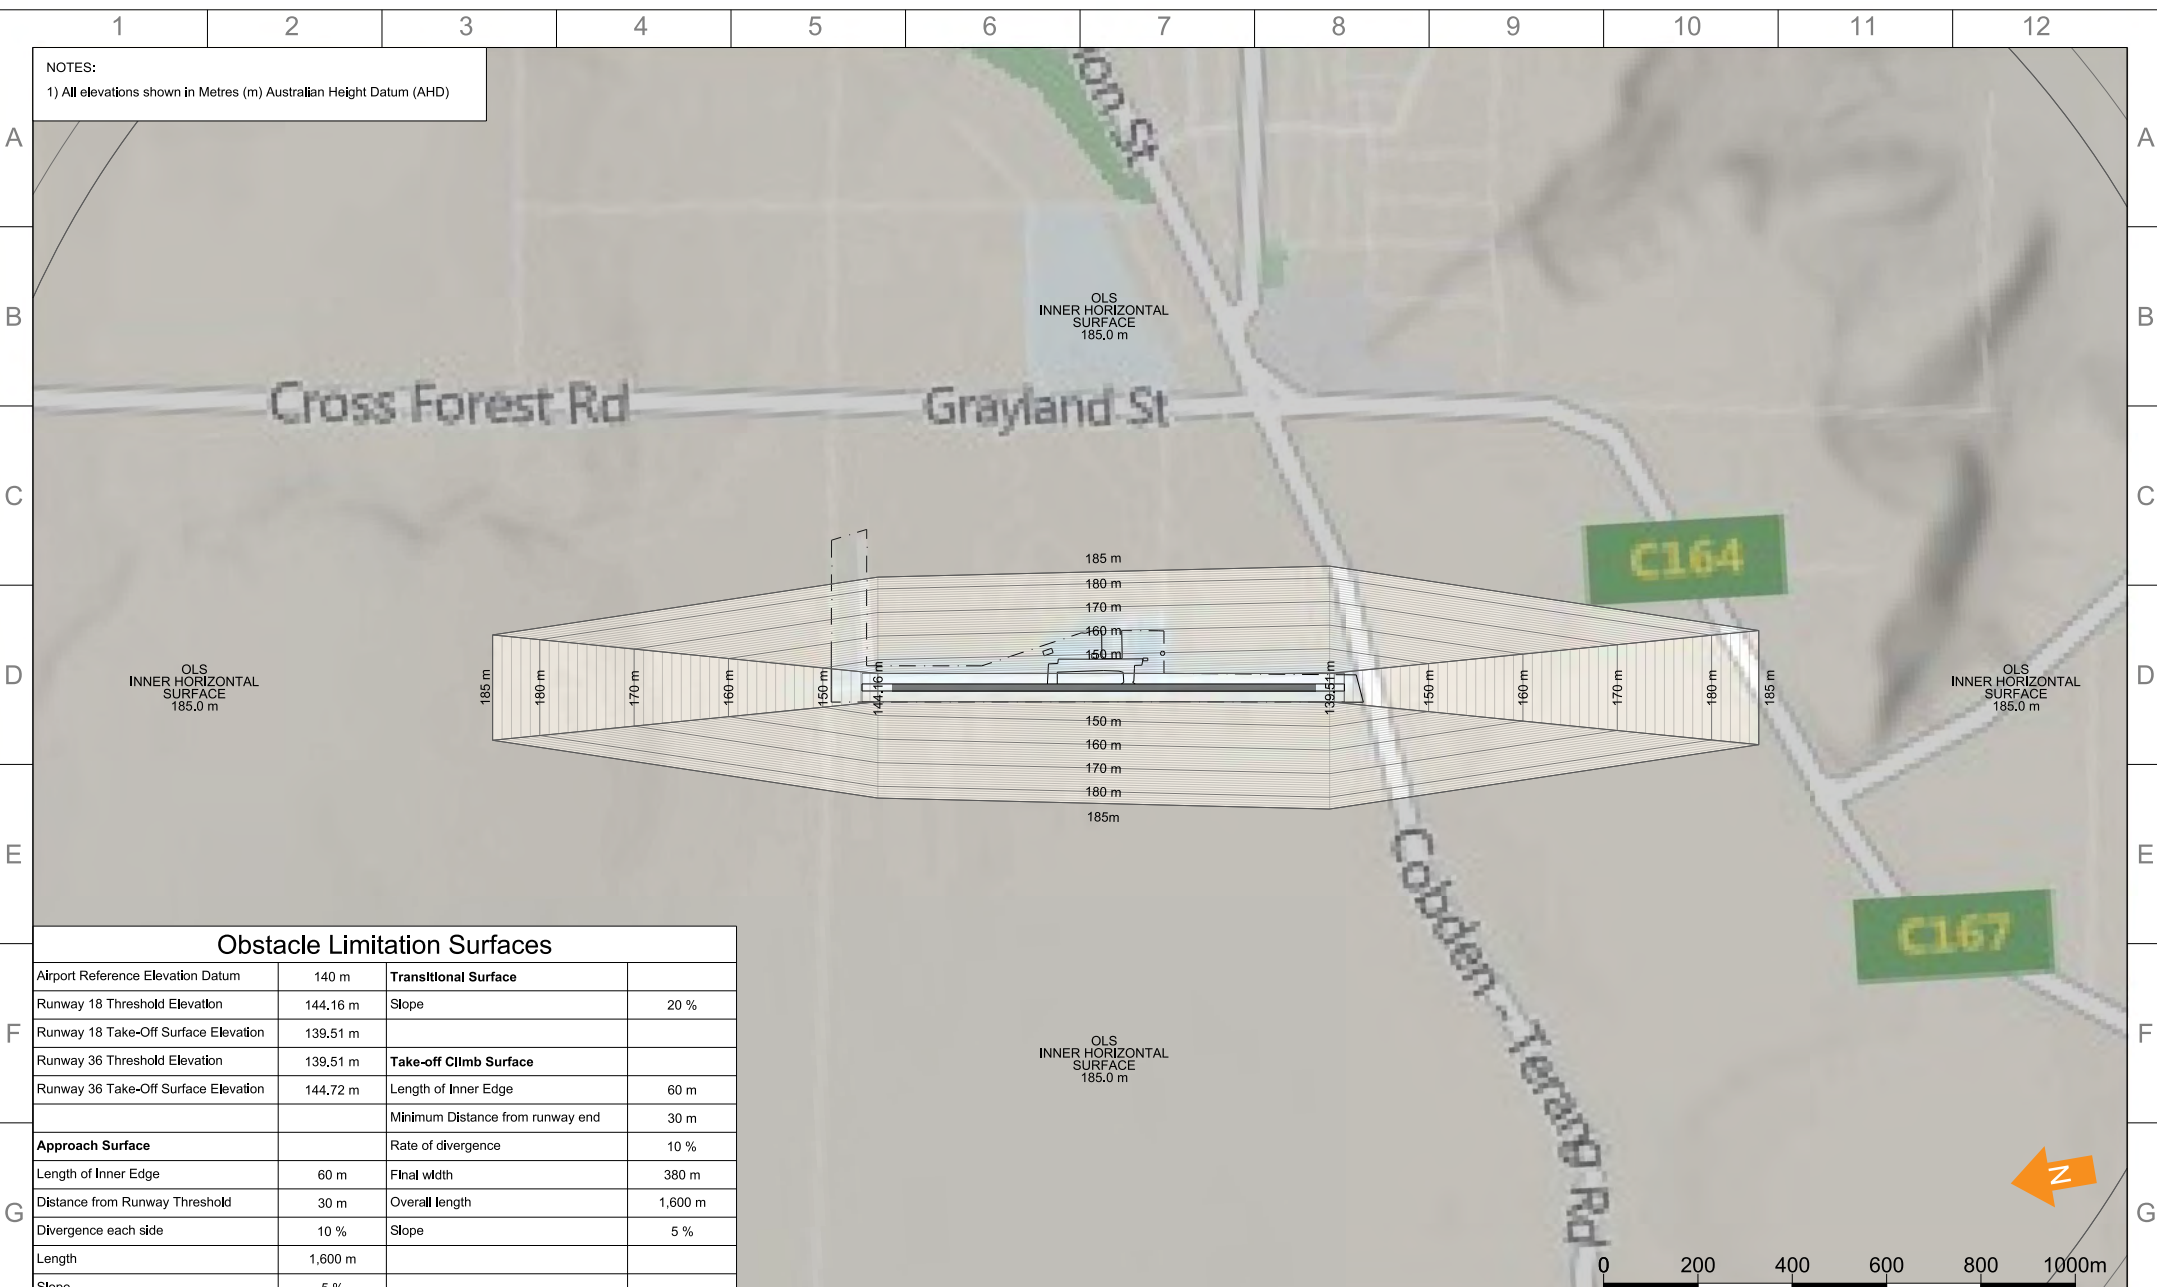 1 2 3 4 5 6 7 8 9 10 11 12
NOTES:
1) All elevations shown in Metres (m) Australian Height Datum (AHD)
A A
on St
B B
OLS
INNER HORIZONTAL
SURFACE
185.0 m
Cross Forest Rd
Grayland St
C C
C164
185 m
180 m
170 m
160 m
150 m
D D
OLS
INNER HORIZONTAL
SURFACE
185.0 m
185 m
180 m
170 m
160 m
150 m
144.16 m
139.51 m
150 m
160 m
170 m
180 m
185 m
OLS
INNER HORIZONTAL
SURFACE
185.0 m
150 m
160 m
170 m
180 m
185m
E E
Cobden - Terang Rd
C167
OLS
INNER HORIZONTAL
SURFACE
185.0 m
F F
Obstacle Limitation Surfaces
Airport Reference Elevation Datum 140 m Transitional Surface
Runway 18 Threshold Elevation 144.16 m Slope 20 %
Runway 18 Take-Off Surface Elevation 139.51 m
Runway 36 Threshold Elevation 139.51 m Take-off Climb Surface
Runway 36 Take-Off Surface Elevation 144.72 m Length of Inner Edge 60 m
Minimum Distance from runway end 30 m
Approach Surface Rate of divergence 10 %
Length of Inner Edge 60 m Final width 380 m
Distance from Runway Threshold 30 m Overall length 1,600 m
Divergence each side 10 % Slope 5 %
Length 1,600 m
Slope 5 %
G G
N
0 200 400 600 800 1000m